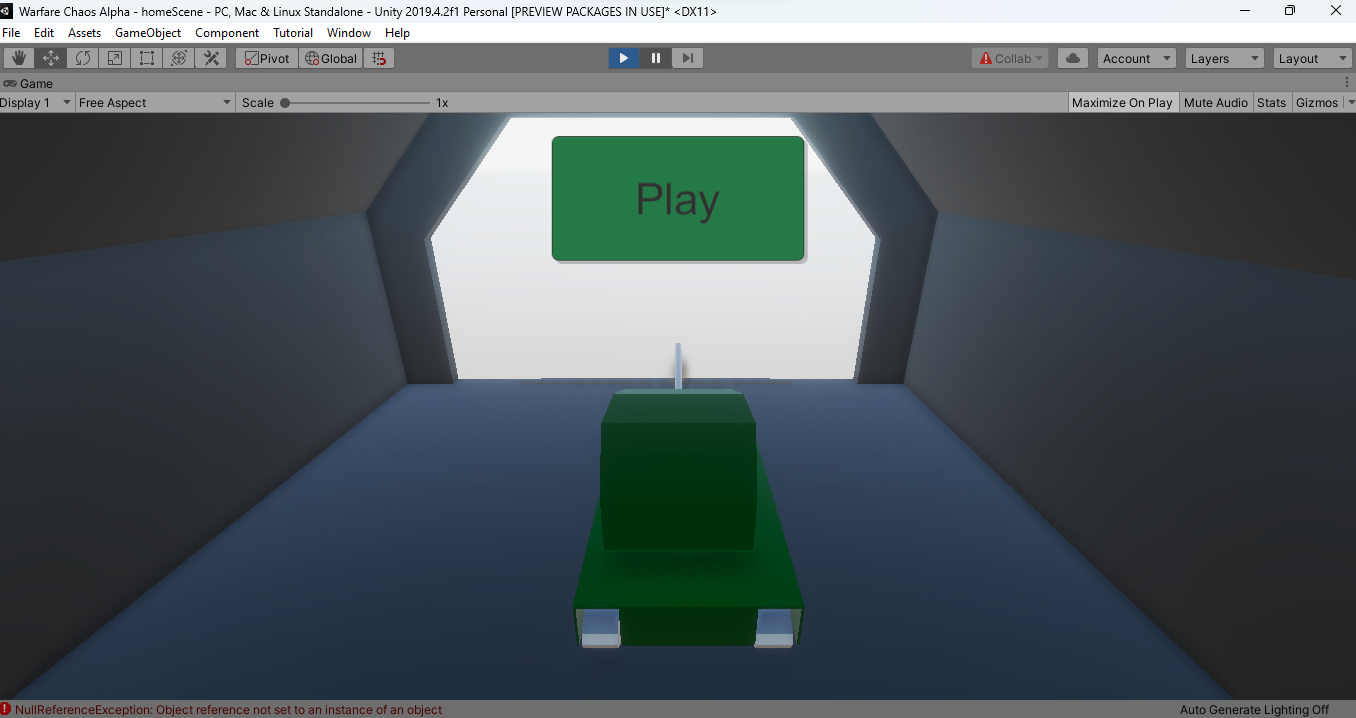 Warfare Chaos Alpha - homeScene - PC, Mac & Linux Standalone - Unity 2019.4.2f1 Personal [PREVIEW PACKAGES IN USE]* <DX11>
File Edit Assets GameObject Component Tutorial Window Help
Pivot Global Collab Account Layers Layout
Game
Display 1 Free Aspect Scale 1x Maximize On Play Mute Audio Stats Gizmos
Play
NullReferenceException: Object reference not set to an instance of an object Auto Generate Lighting Off